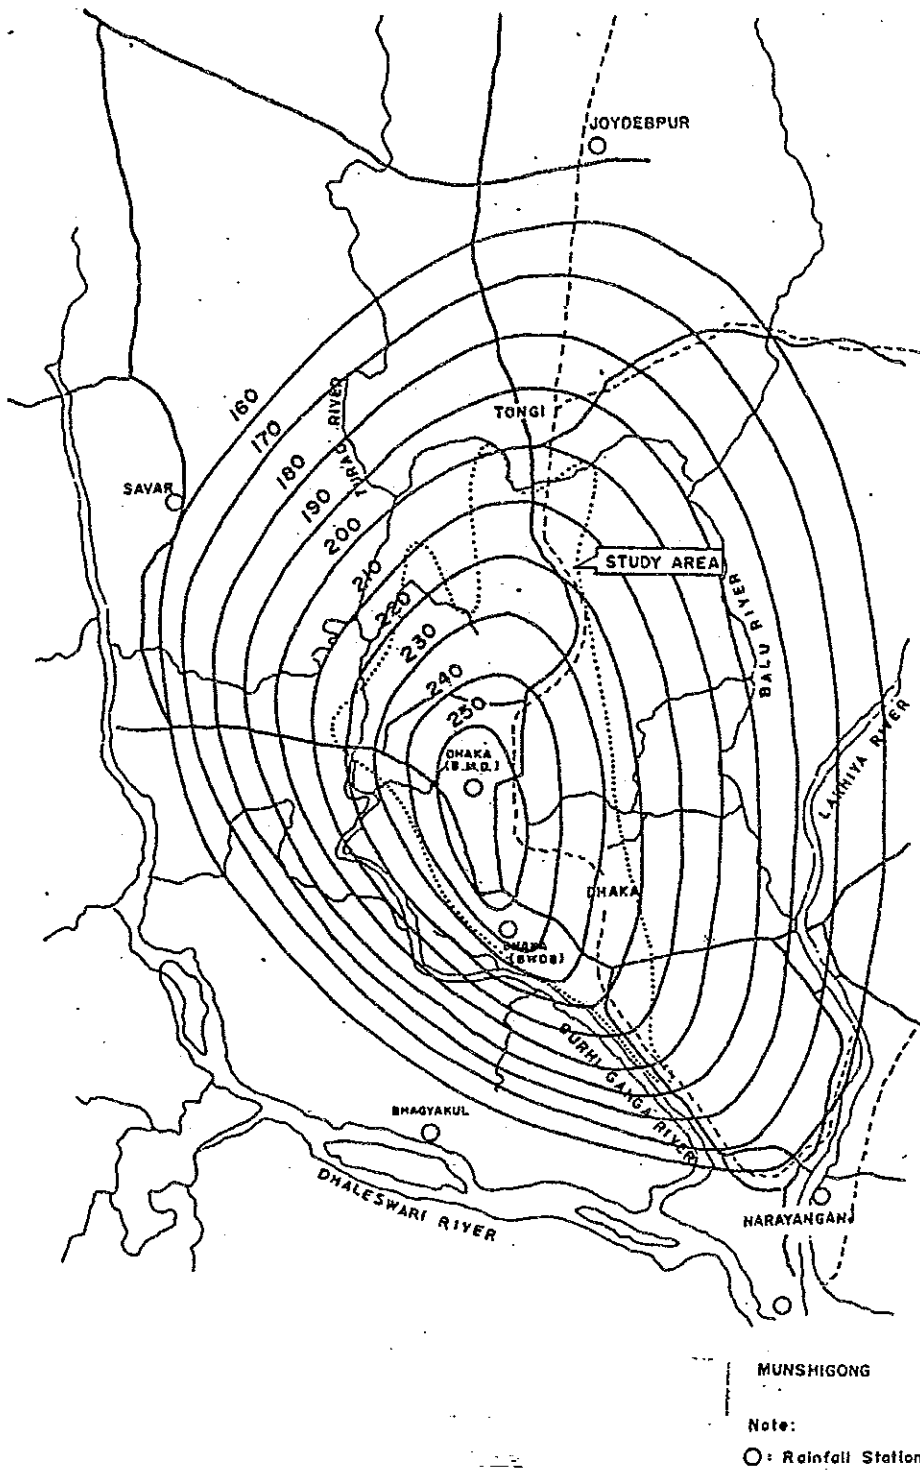 JOYDEBPUR
160
170
180
190
200
210
220
230
240
250
TURAG RIVER
TONGI
SAVAR
STUDY AREA
BALU RIVER
LAKHIYA RIVER
DHAKA
(B.M.D.)
DHAKA
DHAKA
(BWDB)
BURHI GANGA RIVER
BHAGYAKUL
DHALESWARI RIVER
NARAYANGANJ
MUNSHIGONG
Note:
O: Rainfall Station